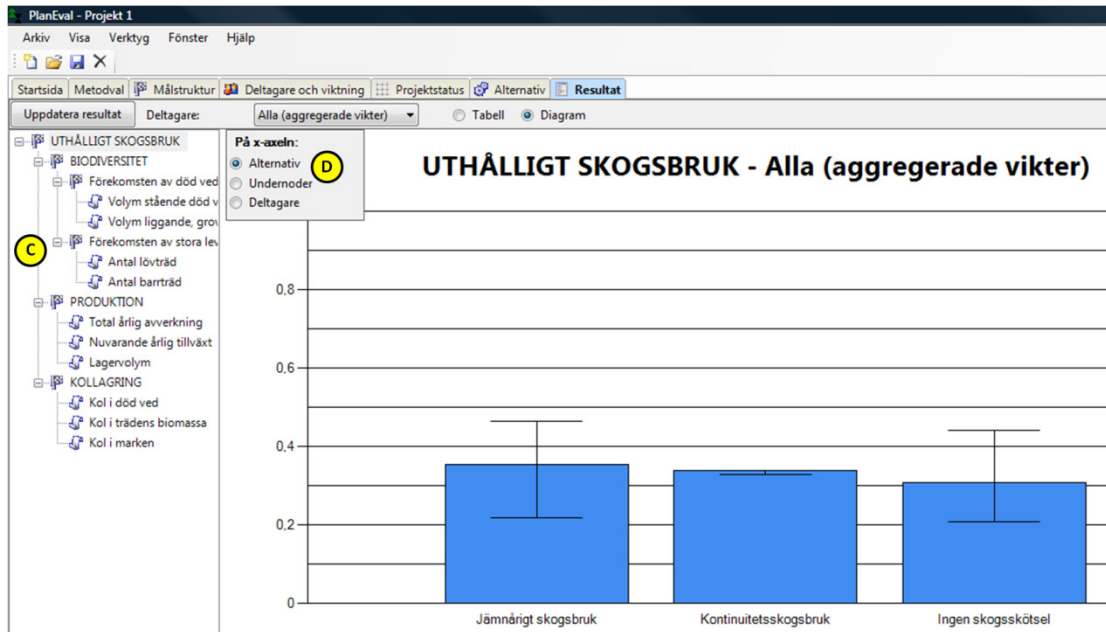 PlanEval - Projekt 1
Arkiv Visa Verktyg Fönster Hjälp
Startsida Metodval Målstruktur Deltagare och viktning Projektstatus Alternativ Resultat
Uppdatera resultat Deltagare: Alla (aggregerade vikter) Tabell Diagram
UTHÅLLIGT SKOGSBRUK
BIODIVERSITET
Förekomsten av död ved
Volym stående död v
Volym liggande, grov
Förekomsten av stora lev
Antal lövträd
Antal barrträd
PRODUKTION
Total årlig avverkning
Nuvarande årlig tillväxt
Lagervolym
KOLLAGRING
Kol i död ved
Kol i trädens biomassa
Kol i marken
C
På x-axeln:
Alternativ
Undernoder
Deltagare
D
UTHÅLLIGT SKOGSBRUK - Alla (aggregerade vikter)
0,8
0,6
0,4
0,2
0
Jämnårigt skogsbruk Kontinuitetsskogsbruk Ingen skogsskötsel